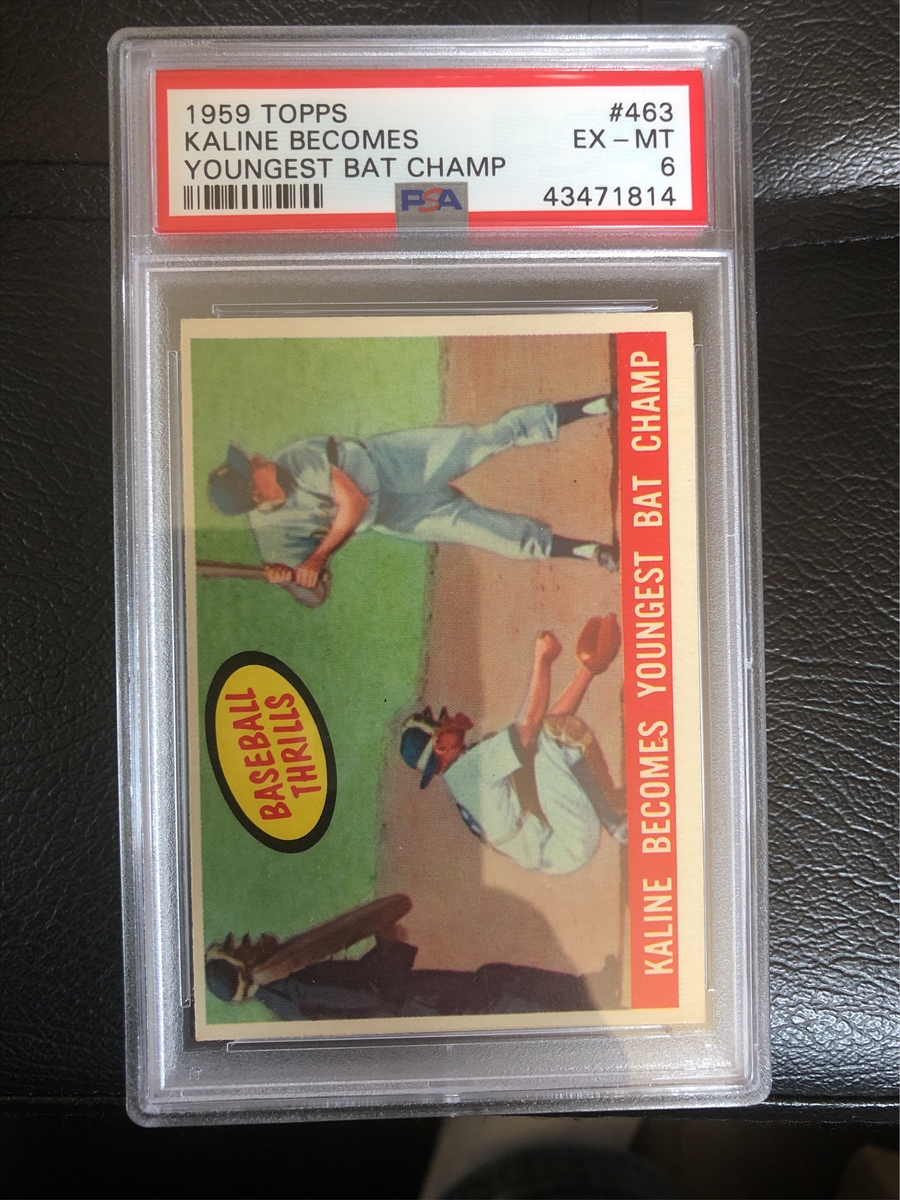 1959 TOPPS #463
KALINE BECOMES EX - MT
YOUNGEST BAT CHAMP 6
PSA 43471814
BASEBALL
THRILLS
KALINE BECOMES YOUNGEST BAT CHAMP